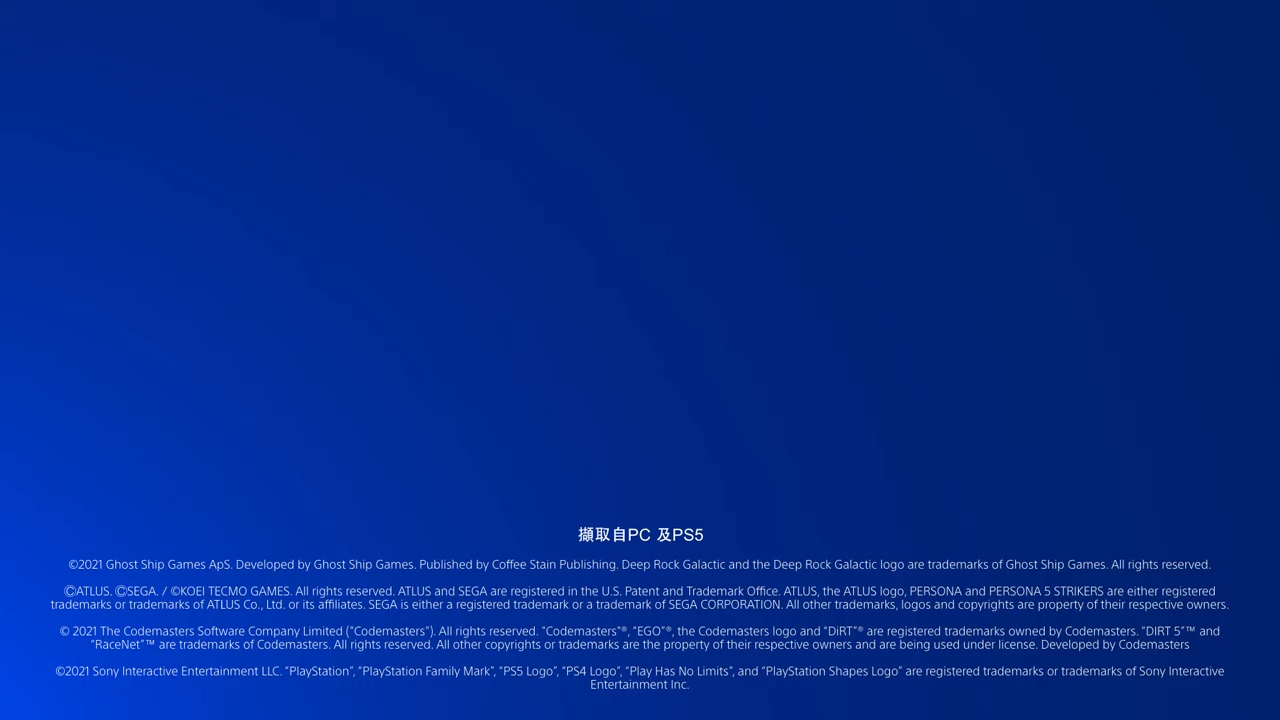 擷取自PC 及PS5
©2021 Ghost Ship Games ApS. Developed by Ghost Ship Games. Published by Coffee Stain Publishing. Deep Rock Galactic and the Deep Rock Galactic logo are trademarks of Ghost Ship Games. All rights reserved.
ⒸATLUS. ⒸSEGA. / ©KOEI TECMO GAMES. All rights reserved. ATLUS and SEGA are registered in the U.S. Patent and Trademark Office. ATLUS, the ATLUS logo, PERSONA and PERSONA 5 STRIKERS are either registered
trademarks or trademarks of ATLUS Co., Ltd. or its affiliates. SEGA is either a registered trademark or a trademark of SEGA CORPORATION. All other trademarks, logos and copyrights are property of their respective owners.
© 2021 The Codemasters Software Company Limited ("Codemasters"). All rights reserved. "Codemasters"®, “EGO”®, the Codemasters logo and “DiRT”® are registered trademarks owned by Codemasters. “DIRT 5”™ and
“RaceNet”™ are trademarks of Codemasters. All rights reserved. All other copyrights or trademarks are the property of their respective owners and are being used under license. Developed by Codemasters
©2021 Sony Interactive Entertainment LLC. “PlayStation”, “PlayStation Family Mark”, “PS5 Logo”, “PS4 Logo”, “Play Has No Limits”, and “PlayStation Shapes Logo” are registered trademarks or trademarks of Sony Interactive
Entertainment Inc.